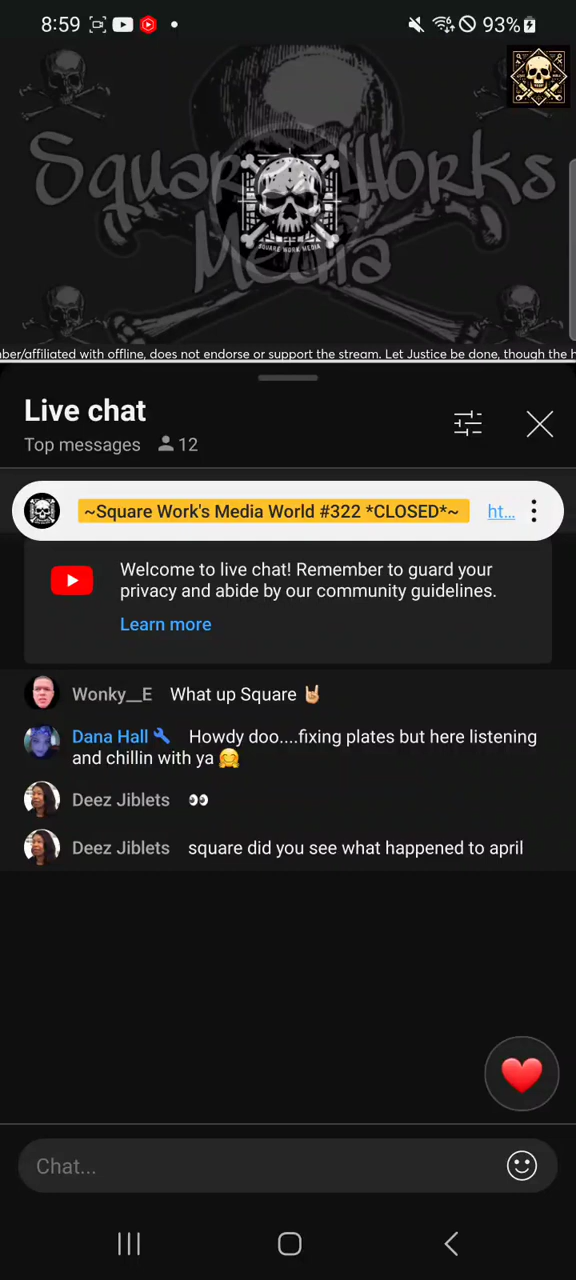 8:59
93%
Square Works
Media
SQUARE WORK MEDIA
ber/affiliated with offline, does not endorse or support the stream. Let Justice be done, though the h
Live chat
Top messages 12
~Square Work's Media World #322 *CLOSED*~ ht...
Welcome to live chat! Remember to guard your
privacy and abide by our community guidelines.
Learn more
Wonky__E What up Square 🤘🏼
Dana Hall Howdy doo....fixing plates but here listening
and chillin with ya 🤗
Deez Jiblets 👀
Deez Jiblets square did you see what happened to april
Chat...